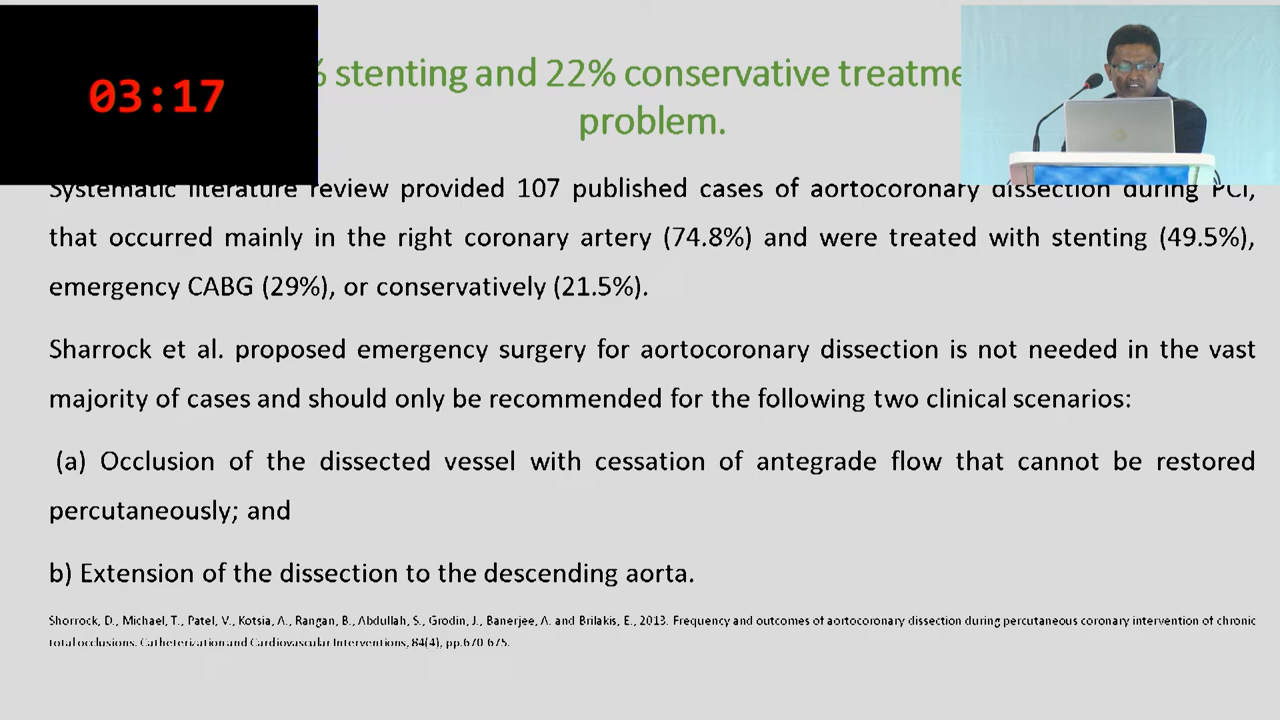 03:17
% stenting and 22% conservative
problem.
Systematic literature review provided 107 published cases of aortocoronary dissection during PCI,
that occurred mainly in the right coronary artery (74.8%) and were treated with stenting (49.5%),
emergency CABG (29%), or conservatively (21.5%).
Sharrock et al. proposed emergency surgery for aortocoronary dissection is not needed in the vast
majority of cases and should only be recommended for the following two clinical scenarios:
(a) Occlusion of the dissected vessel with cessation of antegrade flow that cannot be restored
percutaneously; and
b) Extension of the dissection to the descending aorta.
Shorrock, D., Michael, T., Patel, V., Kotsia, A., Rangan, B., Abdullah, S., Grodin, J., Banerjee, A. and Brilakis, E., 2013. Frequency and outcomes of aortocoronary dissection during percutaneous coronary intervention of chronic
total occlusions. Catheterization and Cardiovascular Interventions, 84(4), pp.670-675.